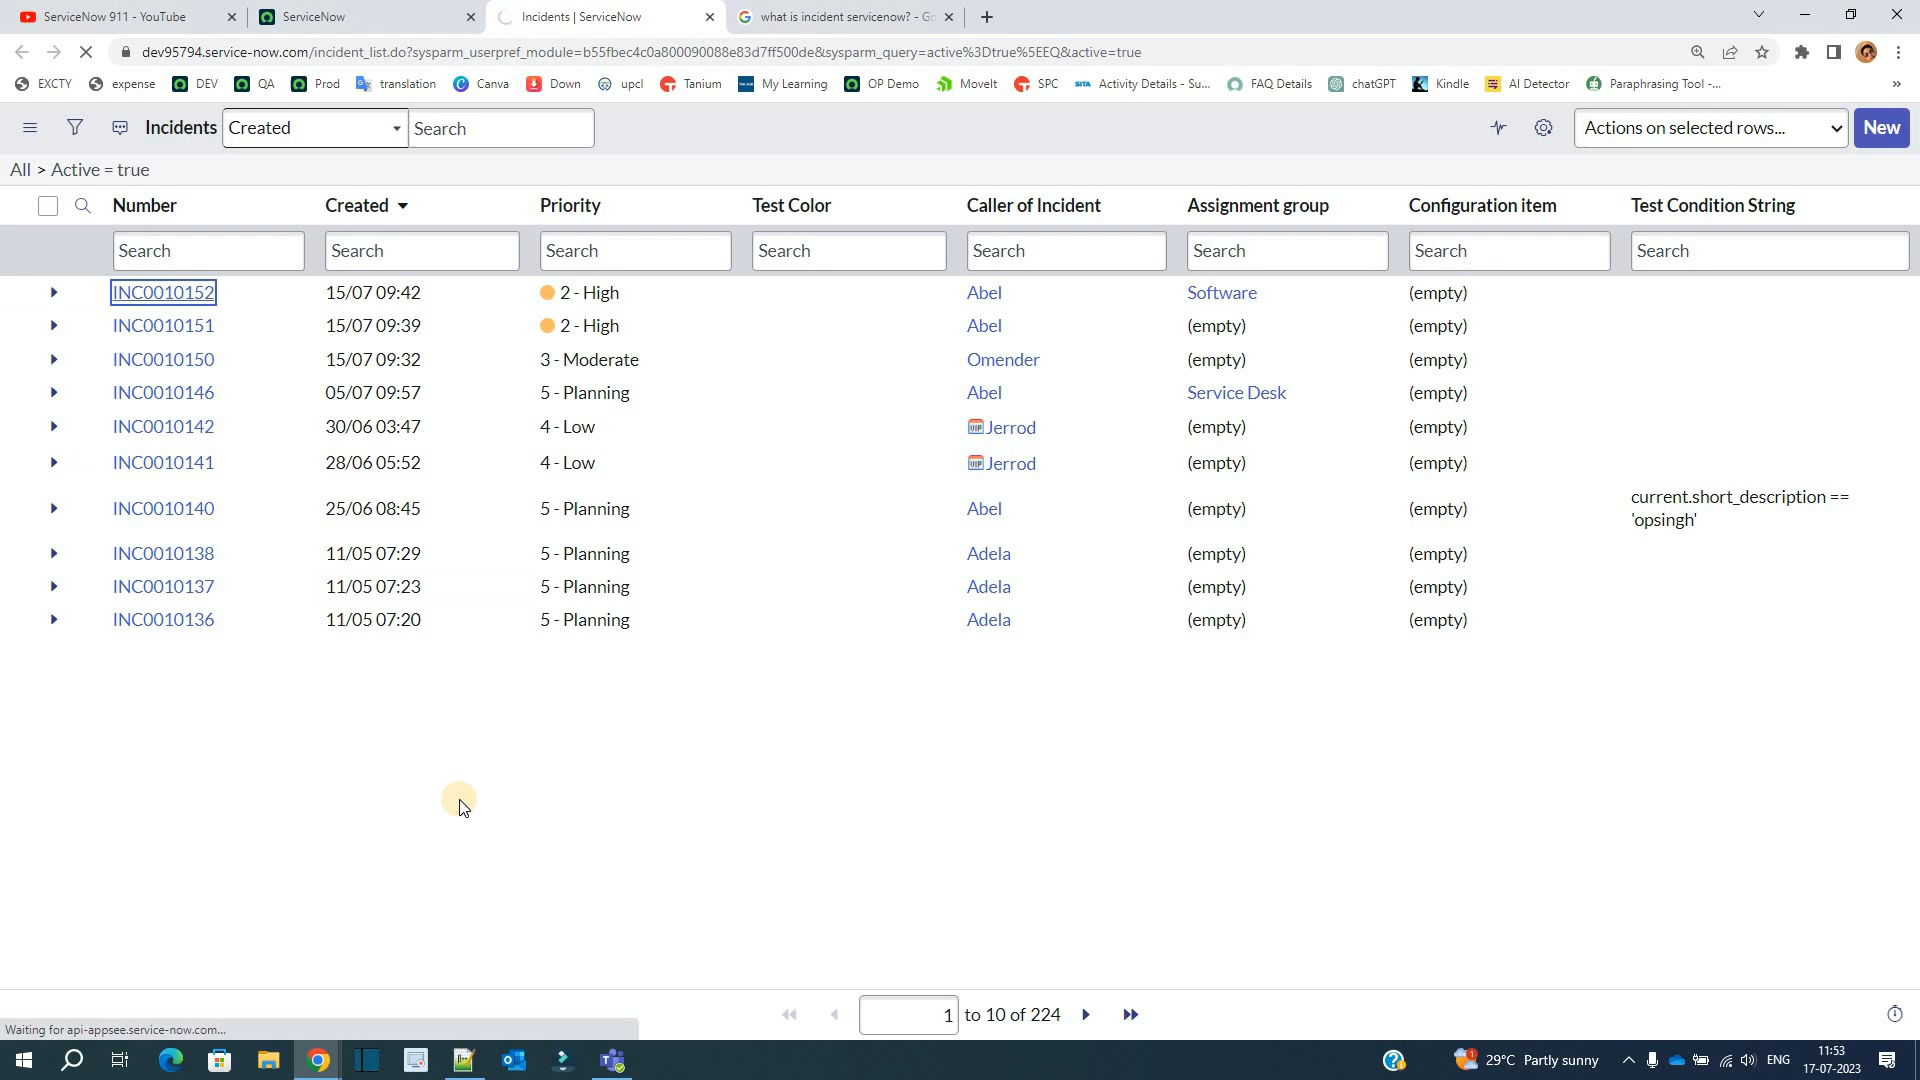 ServiceNow 911 - YouTube
ServiceNow
Incidents | ServiceNow
what is incident servicenow? - Go
dev95794.service-now.com/incident_list.do?sysparm_userpref_module=b55fbec4c0a800090088e83d7ff500de&sysparm_query=active%3Dtrue%5EEQ&active=true
EXCTY expense DEV QA Prod translation Canva Down upcl Tanium My Learning OP Demo MoveIt SPC Activity Details - Su... FAQ Details chatGPT Kindle AI Detector Paraphrasing Tool -...
Incidents Created Search Actions on selected rows... New
All > Active = true
Number Created Priority Test Color Caller of Incident Assignment group Configuration item Test Condition String
Search Search Search Search Search Search Search Search
INC0010152 15/07 09:42 2 - High Abel Software (empty)
INC0010151 15/07 09:39 2 - High Abel (empty) (empty)
INC0010150 15/07 09:32 3 - Moderate Omender (empty) (empty)
INC0010146 05/07 09:57 5 - Planning Abel Service Desk (empty)
INC0010142 30/06 03:47 4 - Low VIP Jerrod (empty) (empty)
INC0010141 28/06 05:52 4 - Low VIP Jerrod (empty) (empty)
INC0010140 25/06 08:45 5 - Planning Abel (empty) (empty) current.short_description ==
'opsingh'
INC0010138 11/05 07:29 5 - Planning Adela (empty) (empty)
INC0010137 11/05 07:23 5 - Planning Adela (empty) (empty)
INC0010136 11/05 07:20 5 - Planning Adela (empty) (empty)
1 to 10 of 224
Waiting for api-appsee.service-now.com...
29°C Partly sunny ENG 11:53
17-07-2023